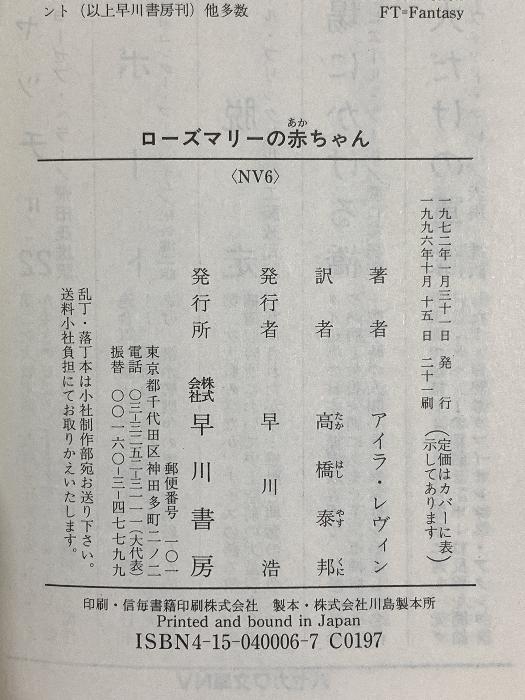 ント（以上早川書房刊）他多数
FT=Fantasy
ローズマリーの赤ちゃん
〈NV6〉
一九七二年一月三十一日　発　行
一九九六年十月　十五　日　二十一刷
（定価はカバーに表
示してあります）
著者　アイラ・レヴィン
訳者　高橋泰邦
発行者　早川　浩
発行所　株式会社　早川書房
郵便番号　一〇一
東京都千代田区神田多町二ノ二
電話　〇三-三二五二-三一一一（大代表）
振替　〇〇一六〇-三-四七七九九
乱丁・落丁本は小社制作部宛お送り下さい。
送料小社負担にてお取りかえいたします。
印刷・信毎書籍印刷株式会社　製本・株式会社川島製本所
Printed and bound in Japan
ISBN4-15-040006-7 C0197